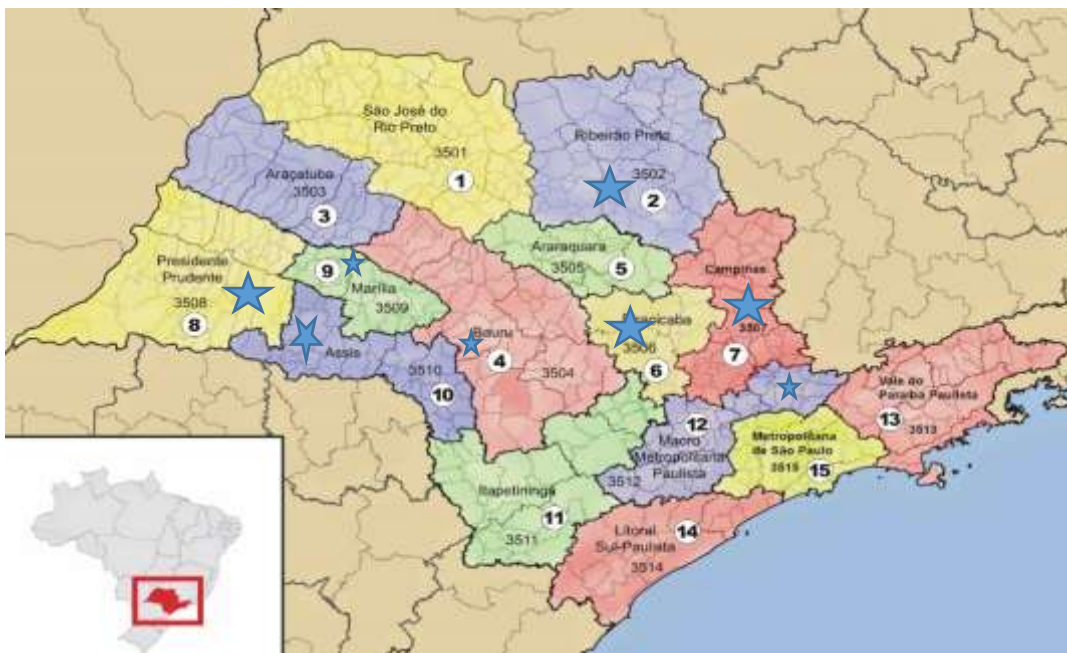 São José do
Rio Preto
3501
1
Ribeirão Preto
3502
2
Araçatuba
3503
3
Araraquara
3505
5
Campinas
7
Presidente
Prudente
3508
8
9
Marília
3509
Bauru
4
3504
3506
6
Assis
3510
10
12
Macro
Metropolitana
Paulista
3512
Vale do
Paraíba Paulista
13
3513
Metropolitana
de São Paulo
3515
15
Itapetininga
11
3511
14
Litoral
Sul-Paulista
3514